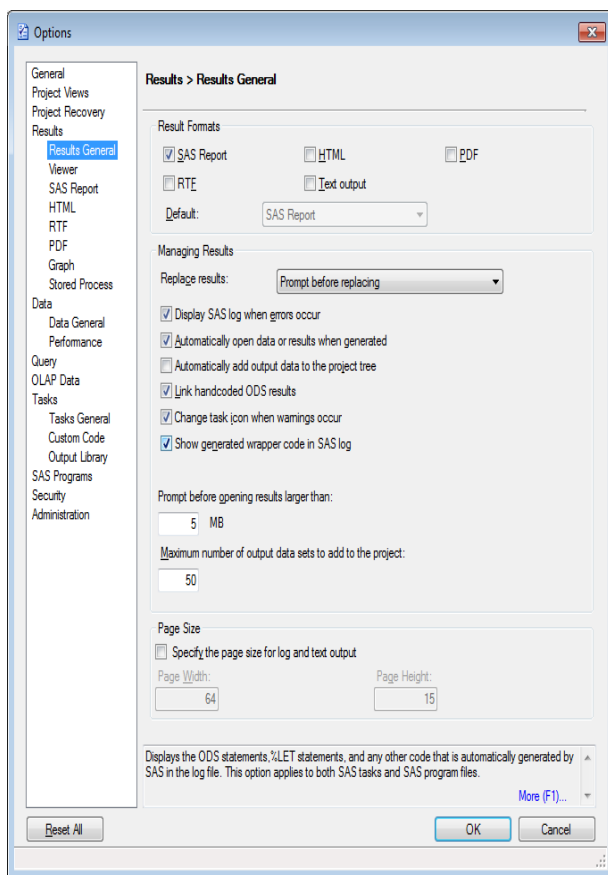 Options
General
Project Views
Project Recovery
Results
Results General
Viewer
SAS Report
HTML
RTF
PDF
Graph
Stored Process
Data
Data General
Performance
Query
OLAP Data
Tasks
Tasks General
Custom Code
Output Library
SAS Programs
Security
Administration
Results > Results General
Result Formats
SAS Report HTML PDF
RTF Text output
Default: SAS Report
Managing Results
Replace results: Prompt before replacing
Display SAS log when errors occur
Automatically open data or results when generated
Automatically add output data to the project tree
Link handcoded ODS results
Change task icon when warnings occur
Show generated wrapper code in SAS log
Prompt before opening results larger than:
5 MB
Maximum number of output data sets to add to the project:
50
Page Size
Specify the page size for log and text output
Page Width: Page Height:
64 15
Displays the ODS statements,%LET statements, and any other code that is automatically generated by
SAS in the log file. This option applies to both SAS tasks and SAS program files.
More (F1)...
Reset All OK Cancel